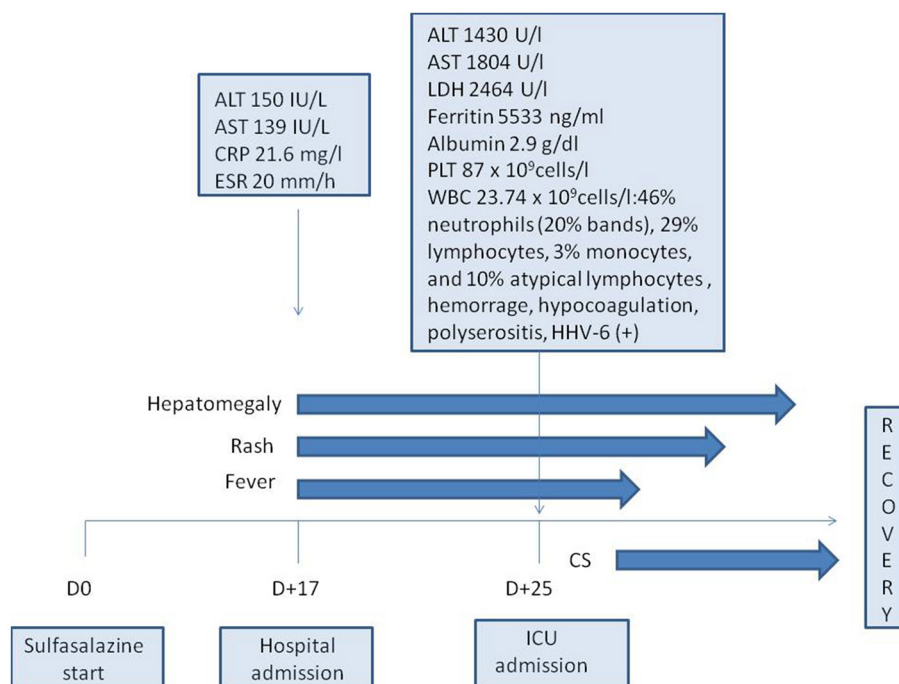 ALT 150 IU/L
AST 139 IU/L
CRP 21.6 mg/l
ESR 20 mm/h
ALT 1430 U/l
AST 1804 U/l
LDH 2464 U/l
Ferritin 5533 ng/ml
Albumin 2.9 g/dl
PLT 87 x 10⁹cells/l
WBC 23.74 x 10⁹cells/l:46%
neutrophils (20% bands), 29%
lymphocytes, 3% monocytes,
and 10% atypical lymphocytes ,
hemorrage, hypocoagulation,
polyserositis, HHV-6 (+)
Hepatomegaly
Rash
Fever
CS
D0
D+17
D+25
Sulfasalazine
start
Hospital
admission
ICU
admission
R
E
C
O
V
E
R
Y